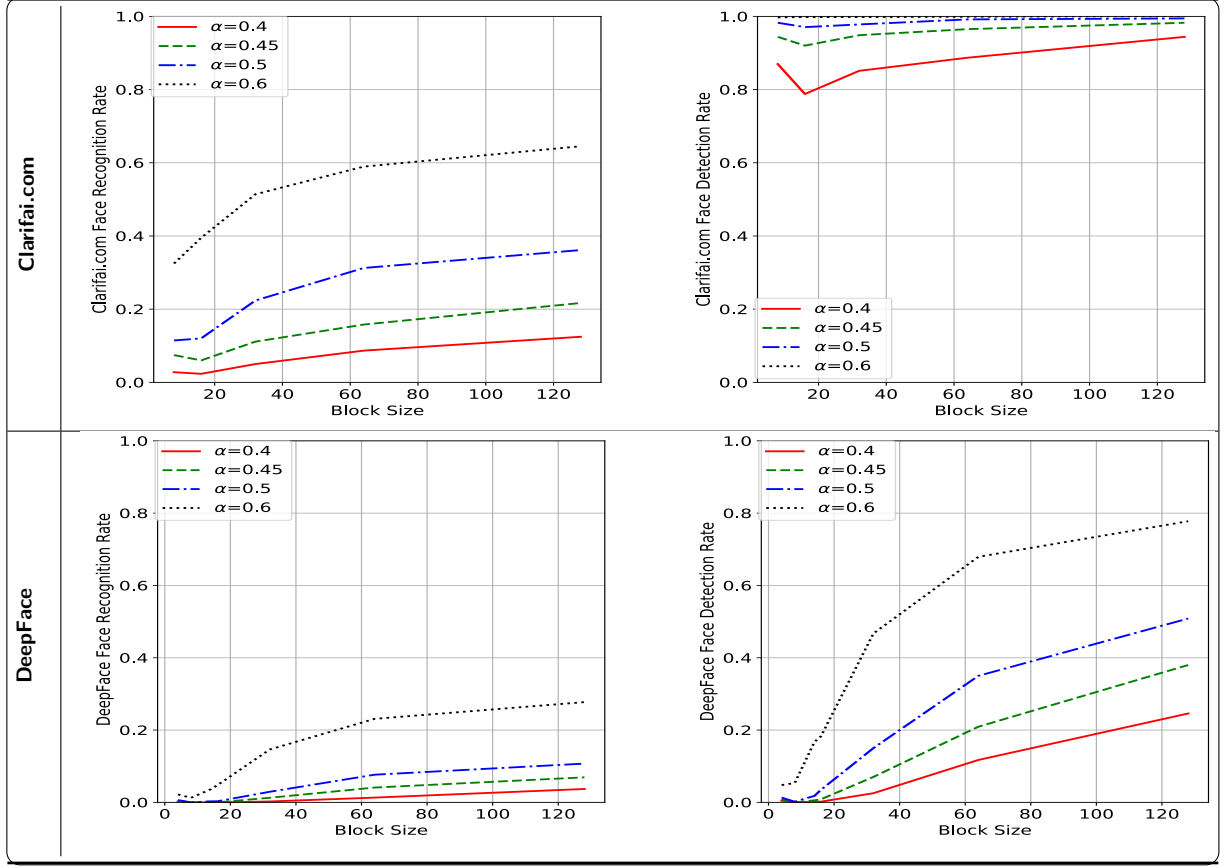 Clarifai.com
Clarifai.com Face Recognition Rate
1.0
0.8
0.6
0.4
0.2
0.0
α=0.4
α=0.45
α=0.5
α=0.6
20 40 60 80 100 120
Block Size
Clarifai.com Face Detection Rate
1.0
0.8
0.6
0.4
0.2
0.0
α=0.4
α=0.45
α=0.5
α=0.6
20 40 60 80 100 120
Block Size
DeepFace
DeepFace Face Recognition Rate
1.0
0.8
0.6
0.4
0.2
0.0
α=0.4
α=0.45
α=0.5
α=0.6
0 20 40 60 80 100 120
Block Size
DeepFace Face Detection Rate
1.0
0.8
0.6
0.4
0.2
0.0
α=0.4
α=0.45
α=0.5
α=0.6
0 20 40 60 80 100 120
Block Size